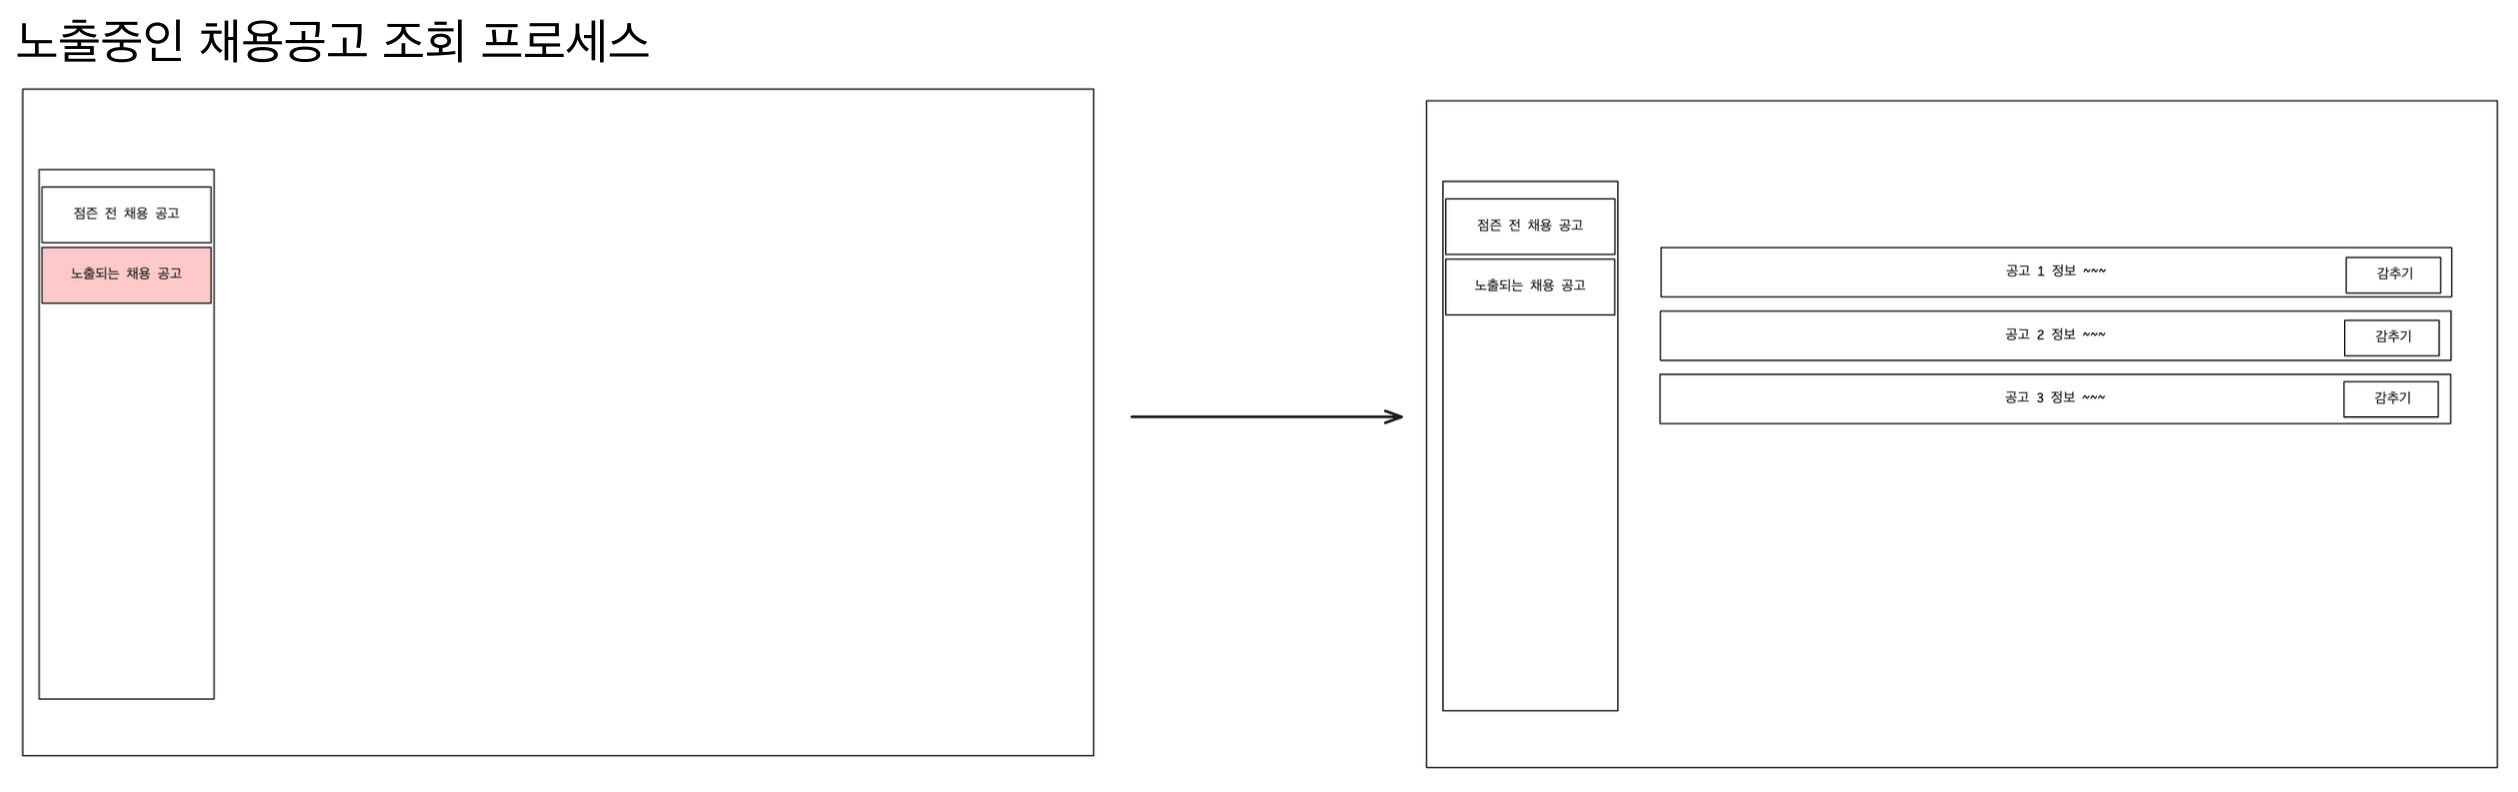 노출중인 채용공고 조회 프로세스
점즌 전 채용 공고
노출되는 채용 공고
점즌 전 채용 공고
노출되는 채용 공고
공고 1 정보 ~~~
감추기
공고 2 정보 ~~~
감추기
공고 3 정보 ~~~
감추기